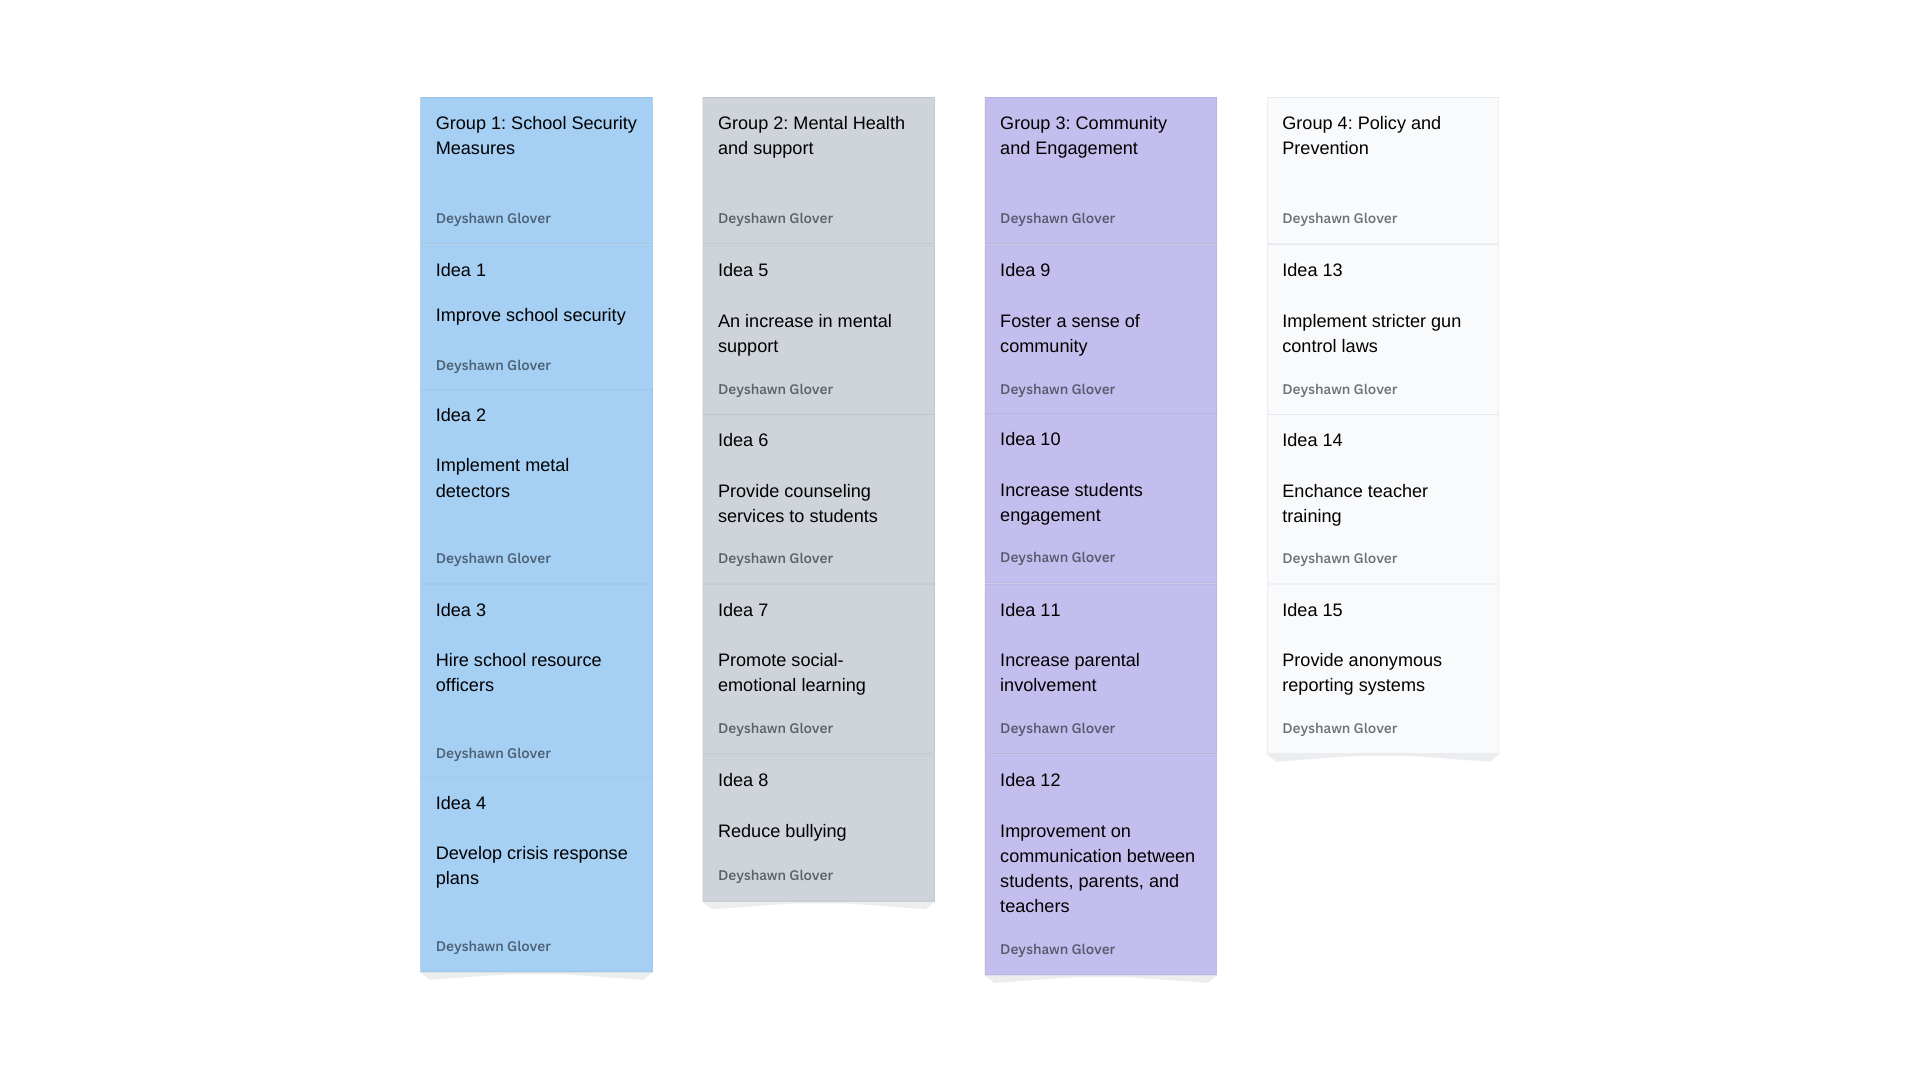 Group 1: School Security
Measures
Deyshawn Glover
Idea 1
Improve school security
Deyshawn Glover
Idea 2
Implement metal
detectors
Deyshawn Glover
Idea 3
Hire school resource
officers
Deyshawn Glover
Idea 4
Develop crisis response
plans
Deyshawn Glover
Group 2: Mental Health
and support
Deyshawn Glover
Idea 5
An increase in mental
support
Deyshawn Glover
Idea 6
Provide counseling
services to students
Deyshawn Glover
Idea 7
Promote social-
emotional learning
Deyshawn Glover
Idea 8
Reduce bullying
Deyshawn Glover
Group 3: Community
and Engagement
Deyshawn Glover
Idea 9
Foster a sense of
community
Deyshawn Glover
Idea 10
Increase students
engagement
Deyshawn Glover
Idea 11
Increase parental
involvement
Deyshawn Glover
Idea 12
Improvement on
communication between
students, parents, and
teachers
Deyshawn Glover
Group 4: Policy and
Prevention
Deyshawn Glover
Idea 13
Implement stricter gun
control laws
Deyshawn Glover
Idea 14
Enchance teacher
training
Deyshawn Glover
Idea 15
Provide anonymous
reporting systems
Deyshawn Glover